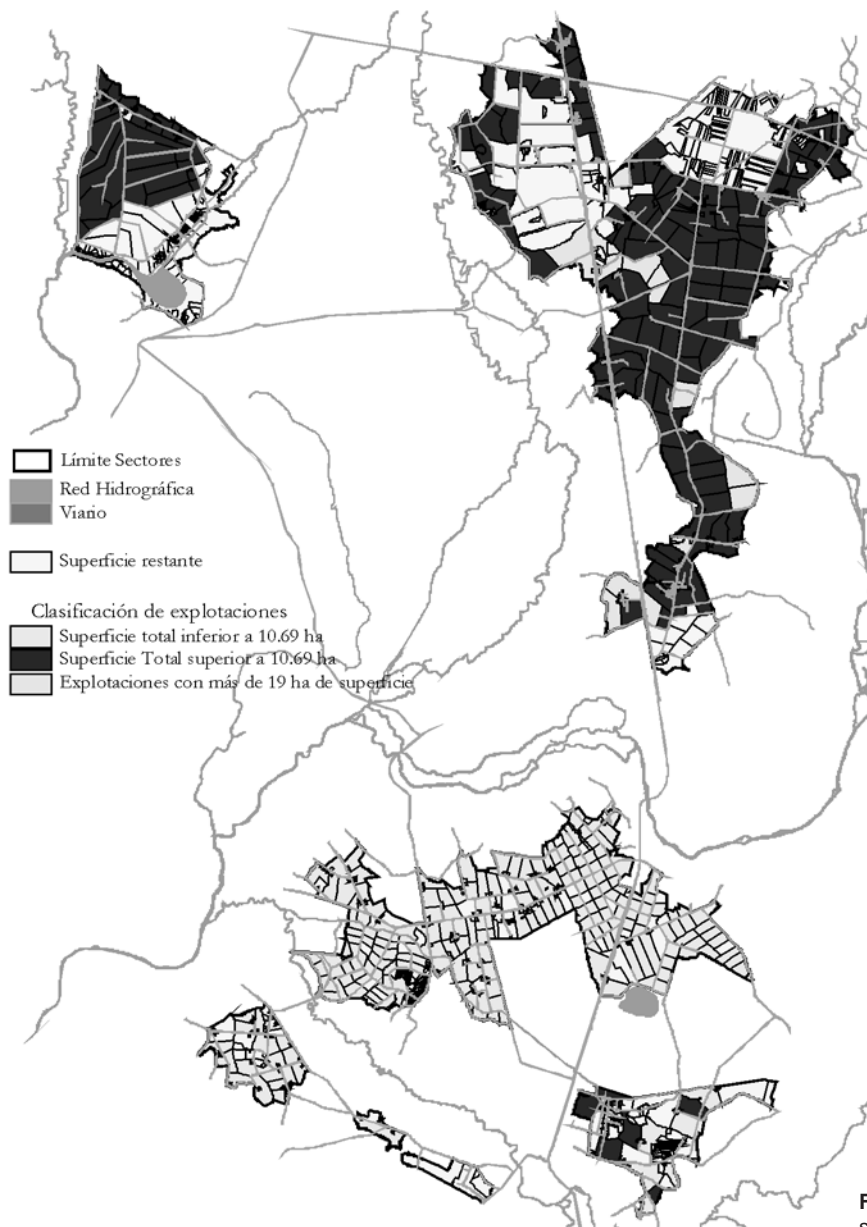 Límite Sectores
Red Hidrográfica
Viario
Superficie restante
Clasificación de explotaciones
Superficie total inferior a 10.69 ha
Superficie Total superior a 10.69 ha
Explotaciones con más de 19 ha de superficie
F